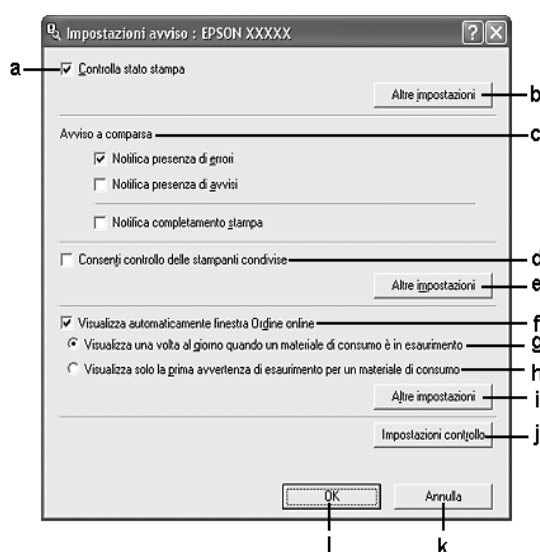 Impostazioni avviso : EPSON XXXXX
a
Controlla stato stampa
Altre impostazioni
b
Avviso a comparsa
c
Notifica presenza di errori
Notifica presenza di avvisi
Notifica completamento stampa
Consenti controllo delle stampanti condivise
d
Altre impostazioni
e
Visualizza automaticamente finestra Ordine online
f
Visualizza una volta al giorno quando un materiale di consumo è in esaurimento
g
Visualizza solo la prima avvertenza di esaurimento per un materiale di consumo
h
Altre impostazioni
i
Impostazioni controllo
j
OK
Annulla
l
k